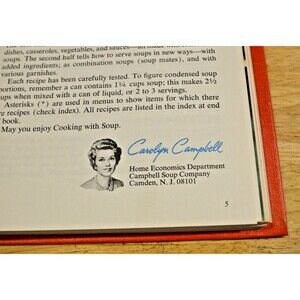 dishes, casseroles, vegetables, and sauces
soups. The second half tells how to serve soups in new ways—with
added ingredients; as combination soups (soup mates), and with
various garnishes.
Each recipe has been carefully tested. To figure condensed soup
portions, remember a can contains 1¼ cups soup; this makes 2½
cups when mixed with a can of liquid, or 2 to 3 servings.
Asterisks (*) are used in menus to show items for which there
are recipes (check index). All recipes are listed in the index at end
of book.
May you enjoy Cooking with Soup.
Carolyn Campbell
Home Economics Department
Campbell Soup Company
Camden, N. J. 08101
5